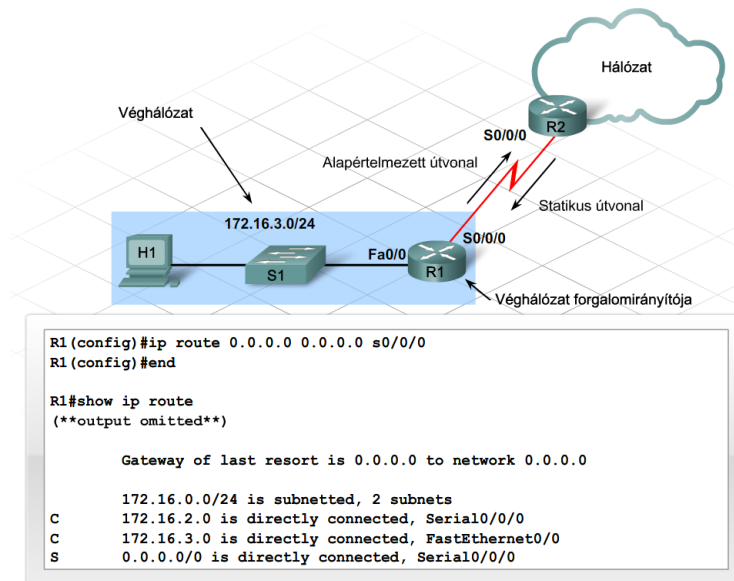 Hálózat
Véghálózat
R2
S0/0/0
Alapértelmezett útvonal
Statikus útvonal
172.16.3.0/24
S0/0/0
H1
Fa0/0
S1
R1
Véghálózat forgalomirányítója
R1(config)#ip route 0.0.0.0 0.0.0.0 s0/0/0
R1(config)#end
R1#show ip route
(**output omitted**)
Gateway of last resort is 0.0.0.0 to network 0.0.0.0
172.16.0.0/24 is subnetted, 2 subnets
C 172.16.2.0 is directly connected, Serial0/0/0
C 172.16.3.0 is directly connected, FastEthernet0/0
S 0.0.0.0/0 is directly connected, Serial0/0/0